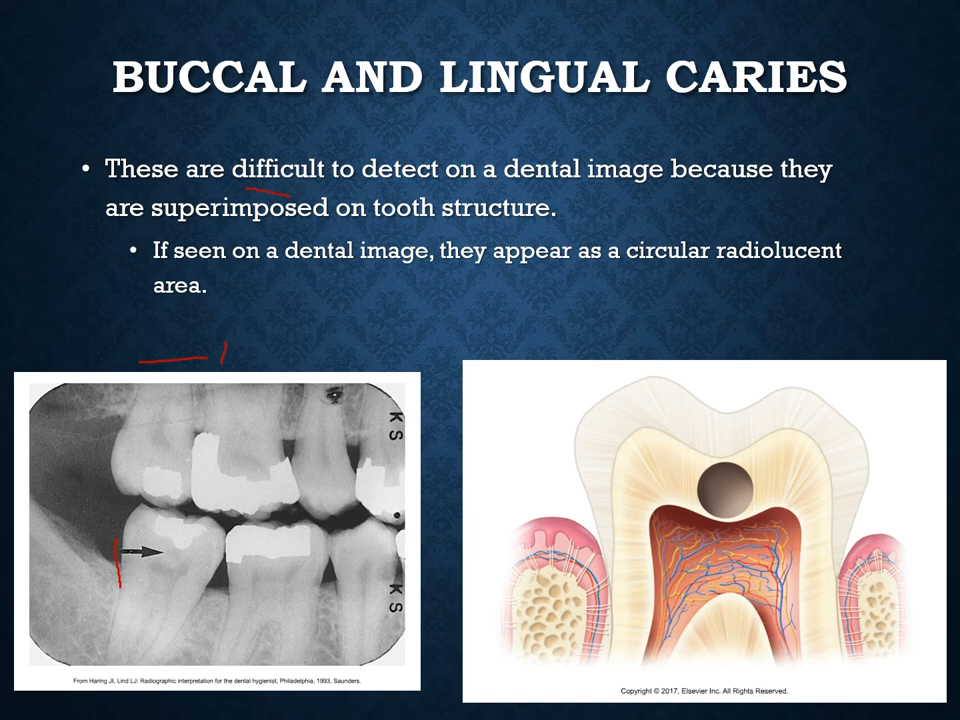 BUCCAL AND LINGUAL CARIES
• These are difficult to detect on a dental image because they
are superimposed on tooth structure.
• If seen on a dental image, they appear as a circular radiolucent
area.
K S
K S
From Haring JI, Lind LJ: Radiographic interpretation for the dental hygienist, Philadelphia, 1993, Saunders.
Copyright © 2017, Elsevier Inc. All Rights Reserved.